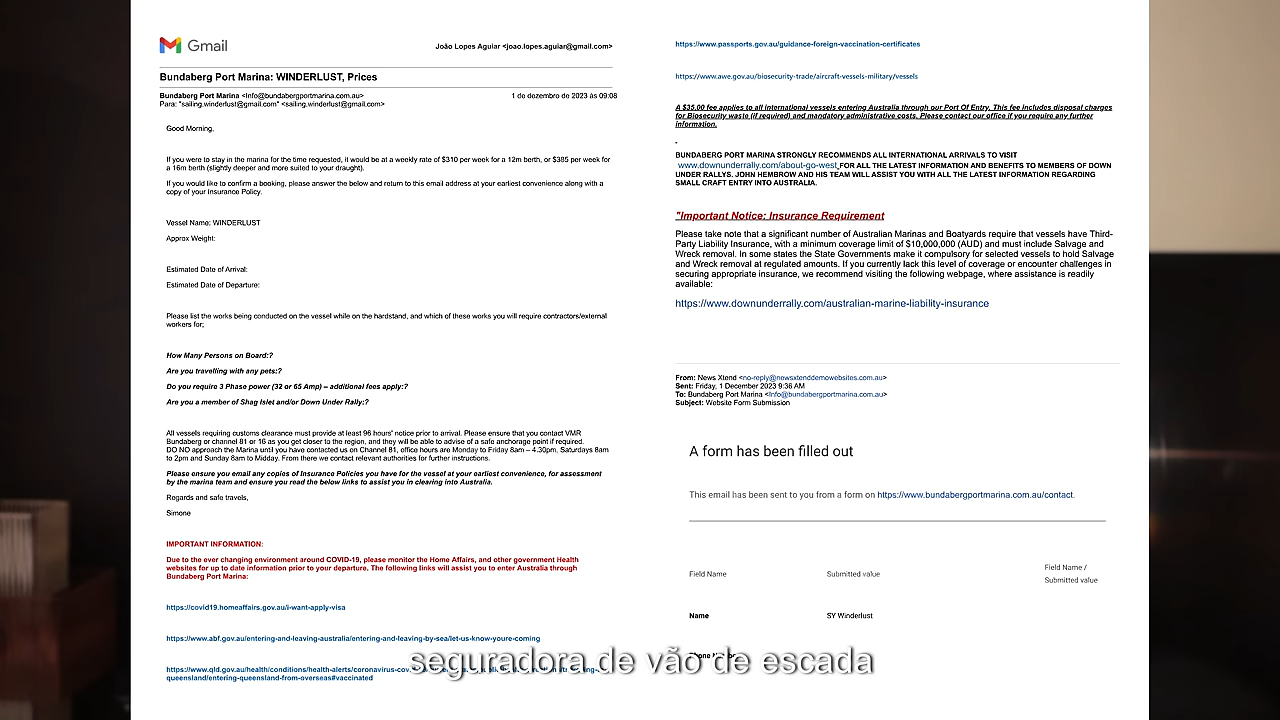 Gmail
João Lopes Aguiar <joao.lopes.aguiar@gmail.com>
Bundaberg Port Marina: WINDERLUST, Prices
Bundaberg Port Marina <Info@bundabergportmarina.com.au>
1 de dezembro de 2023 às 09:08
Para: "sailing.winderlust@gmail.com" <sailing.winderlust@gmail.com>
Good Morning,
If you were to stay in the marina for the time requested, it would be at a weekly rate of $310 per week for a 12m berth, or $385 per week for
a 16m berth (slightly deeper and more suited to your draught).
If you would like to confirm a booking, please answer the below and return to this email address at your earliest convenience along with a
copy of your Insurance Policy.
Vessel Name; WINDERLUST
Approx Weight:
Estimated Date of Arrival:
Estimated Date of Departure:
Please list the works being conducted on the vessel while on the hardstand, and which of these works you will require contractors/external
workers for;
How Many Persons on Board:?
Are you travelling with any pets:?
Do you require 3 Phase power (32 or 65 Amp) – additional fees apply:?
Are you a member of Shag Islet and/or Down Under Rally:?
All vessels requiring customs clearance must provide at least 96 hours' notice prior to arrival. Please ensure that you contact VMR
Bundaberg or channel 81 or 16 as you get closer to the region, and they will be able to advise of a safe anchorage point if required.
DO NO approach the Marina until you have contacted us on Channel 81, office hours are Monday to Friday 8am – 4.30pm, Saturdays 8am
to 2pm and Sunday 8am to Midday. From there we contact relevant authorities for further instructions.
Please ensure you email any copies of Insurance Policies you have for the vessel at your earliest convenience, for assessment
by the marina team and ensure you read the below links to assist you in clearing into Australia.
Regards and safe travels,
Simone
IMPORTANT INFORMATION:
Due to the ever changing environment around COVID-19, please monitor the Home Affairs, and other government Health
websites for up to date information prior to your departure. The following links will assist you to enter Australia through
Bundaberg Port Marina:
https://covid19.homeaffairs.gov.au/i-want-apply-visa
https://www.abf.gov.au/entering-and-leaving-australia/entering-and-leaving-by-sea/let-us-know-youre-coming
https://www.qld.gov.au/health/conditions/health-alerts/coronavirus-cov
queensland/entering-queensland-from-overseas#vaccinated
https://www.passports.gov.au/guidance-foreign-vaccination-certificates
https://www.awe.gov.au/biosecurity-trade/aircraft-vessels-military/vessels
A $35.00 fee applies to all international vessels entering Australia through our Port Of Entry. This fee includes disposal charges
for Biosecurity waste (if required) and mandatory administrative costs. Please contact our office if you require any further
information.
BUNDABERG PORT MARINA STRONGLY RECOMMENDS ALL INTERNATIONAL ARRIVALS TO VISIT
www.downunderrally.com/about-go-west FOR ALL THE LATEST INFORMATION AND BENEFITS TO MEMBERS OF DOWN
UNDER RALLYS. JOHN HEMBROW AND HIS TEAM WILL ASSIST YOU WITH ALL THE LATEST INFORMATION REGARDING
SMALL CRAFT ENTRY INTO AUSTRALIA.
"Important Notice: Insurance Requirement
Please take note that a significant number of Australian Marinas and Boatyards require that vessels have Third-
Party Liability Insurance, with a minimum coverage limit of $10,000,000 (AUD) and must include Salvage and
Wreck removal. In some states the State Governments make it compulsory for selected vessels to hold Salvage
and Wreck removal at regulated amounts. If you currently lack this level of coverage or encounter challenges in
securing appropriate insurance, we recommend visiting the following webpage, where assistance is readily
available:
https://www.downunderrally.com/australian-marine-liability-insurance
From: News Xtend <no-reply@newsxtenddemowebsites.com.au>
Sent: Friday, 1 December 2023 9:36 AM
To: Bundaberg Port Marina <Info@bundabergportmarina.com.au>
Subject: Website Form Submission
A form has been filled out
This email has been sent to you from a form on https://www.bundabergportmarina.com.au/contact.
Field Name
Submitted value
Field Name /
Submitted value
Name
SY Winderlust
seguradora de vão de escada